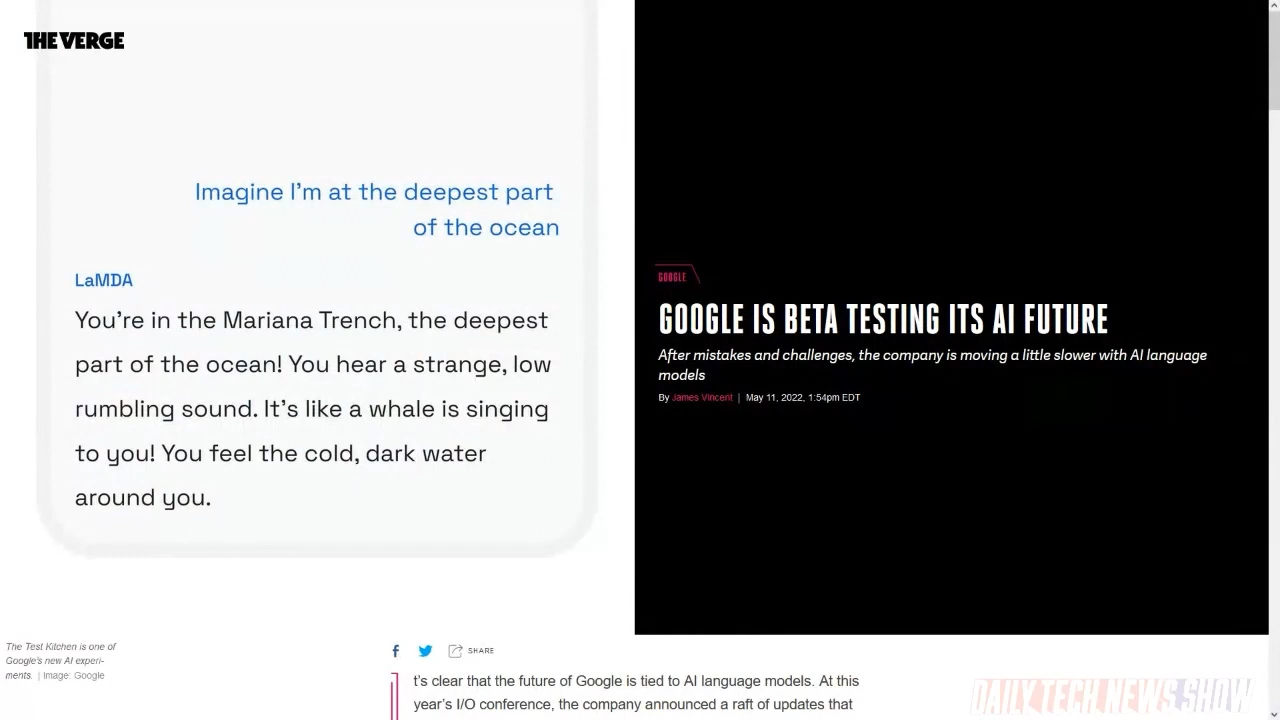 THE VERGE
Imagine I'm at the deepest part
of the ocean
LaMDA
You're in the Mariana Trench, the deepest
part of the ocean! You hear a strange, low
rumbling sound. It's like a whale is singing
to you! You feel the cold, dark water
around you.
GOOGLE
GOOGLE IS BETA TESTING ITS AI FUTURE
After mistakes and challenges, the company is moving a little slower with AI language
models
By James Vincent | May 11, 2022, 1:54pm EDT
The Test Kitchen is one of
Google's new AI experi-
ments. | Image: Google
SHARE
t's clear that the future of Google is tied to AI language models. At this
year's I/O conference, the company announced a raft of updates that
DAILY TECH NEWS SHOW